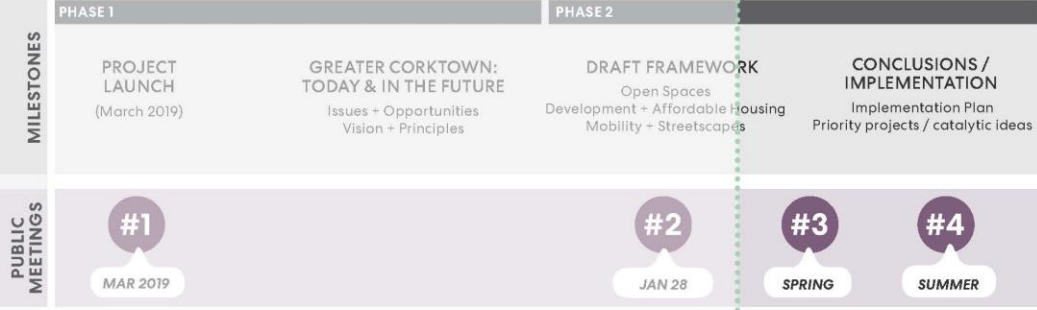 PHASE 1
PHASE 2
MILESTONES
PROJECT
LAUNCH
(March 2019)
GREATER CORKTOWN:
TODAY & IN THE FUTURE
Issues + Opportunities
Vision + Principles
DRAFT FRAMEWORK
Open Spaces
Development + Affordable Housing
Mobility + Streetscapes
CONCLUSIONS /
IMPLEMENTATION
Implementation Plan
Priority projects / catalytic ideas
PUBLIC
MEETINGS
#1
MAR 2019
#2
JAN 28
#3
SPRING
#4
SUMMER